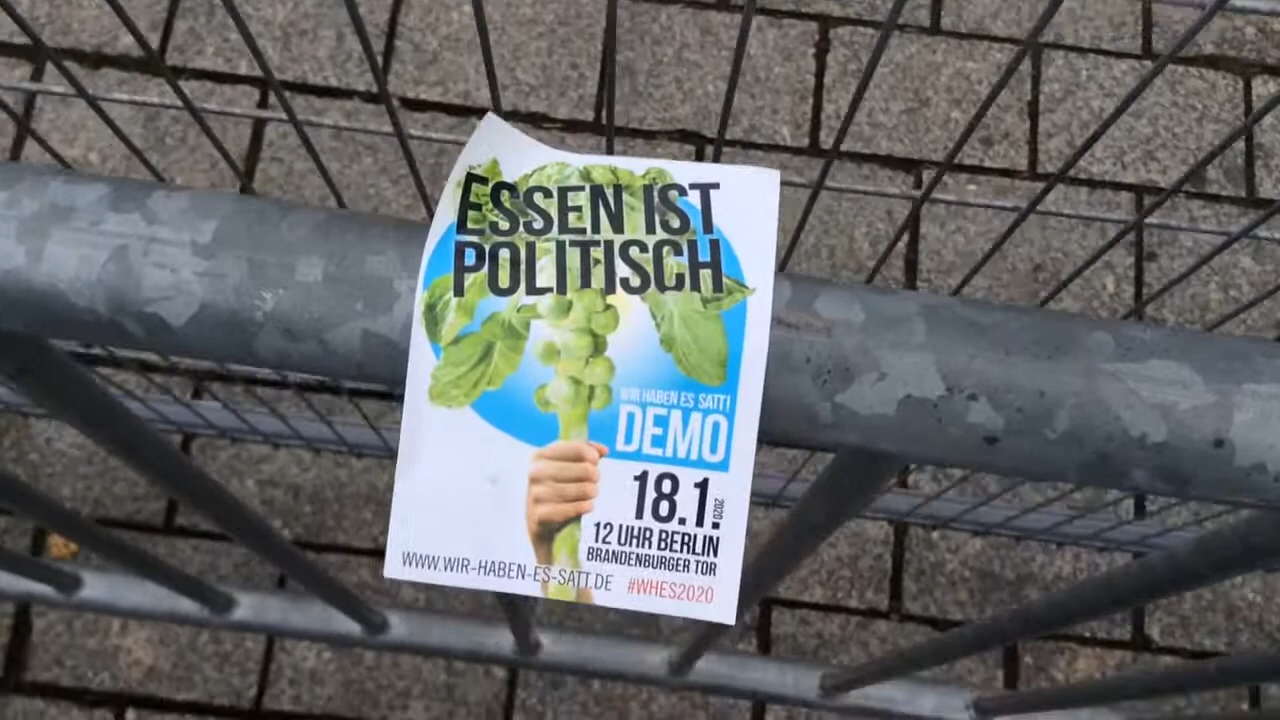 ESSEN IST
POLITISCH
WIR HABEN ES SATT!
DEMO
18.1.
2020
12 UHR BERLIN
BRANDENBURGER TOR
WWW.WIR-HABEN-ES-SATT.DE #WHES2020